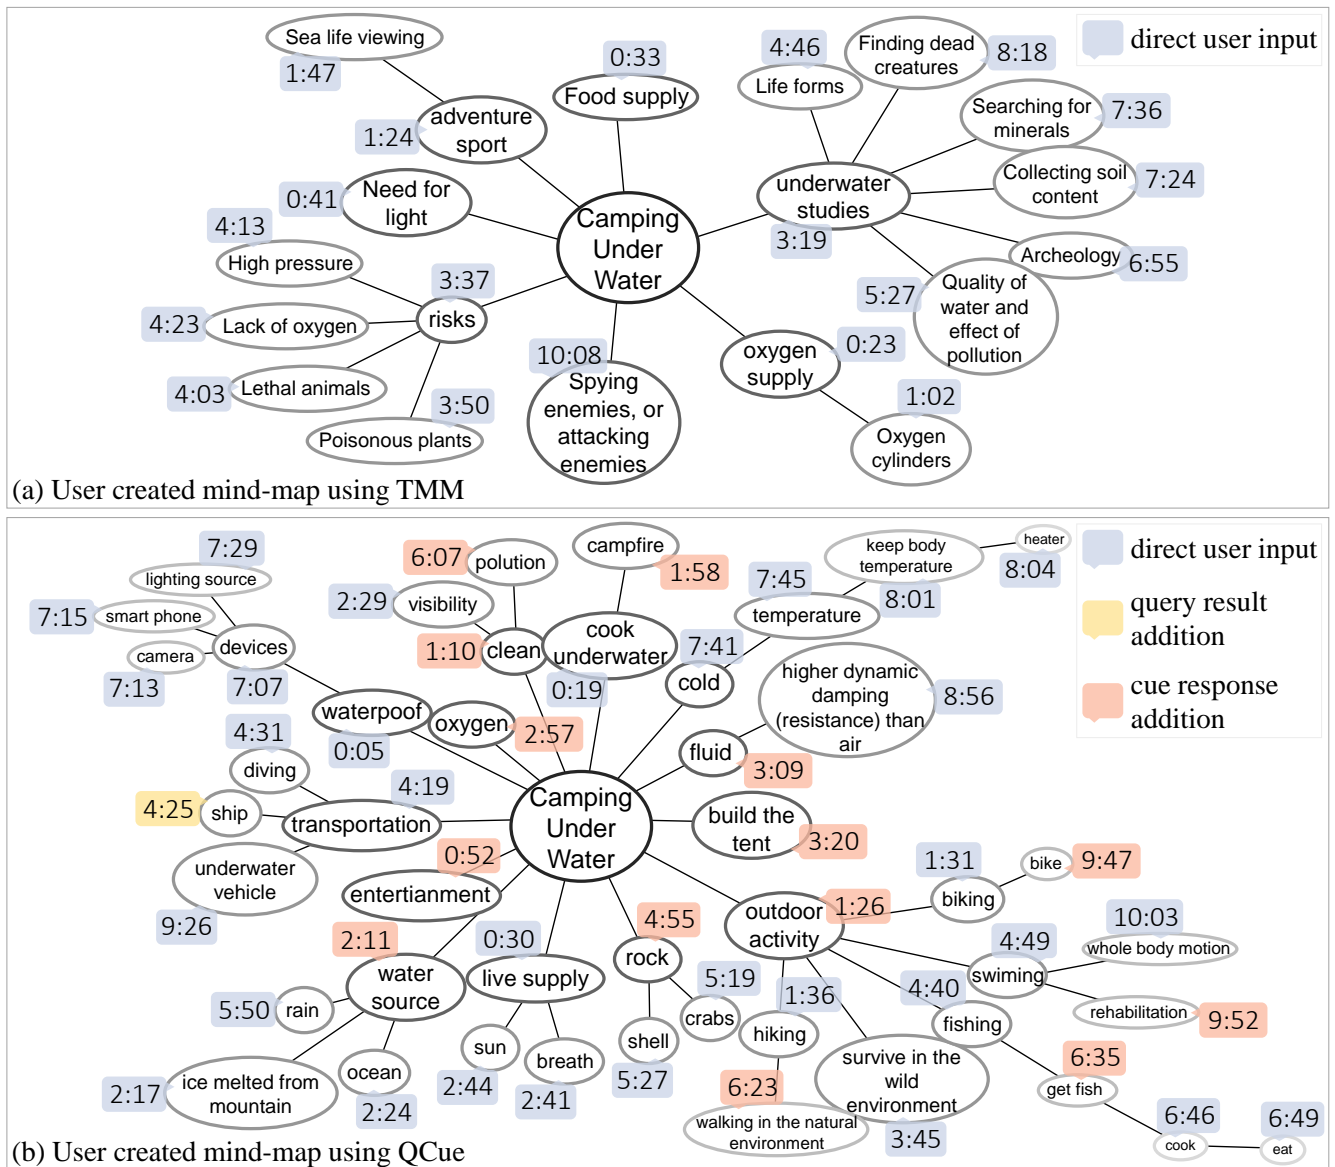 Sea life viewing
1:47
adventure
sport
1:24
0:33
Food supply
4:46
Life forms
Finding dead
creatures
8:18
direct user input
Searching for
minerals
7:36
Collecting soil
content
7:24
underwater
studies
3:19
Archeology
6:55
Quality of
water and
effect of
pollution
5:27
Need for
light
0:41
Camping
Under
Water
4:13
High pressure
3:37
risks
4:23
Lack of oxygen
4:03
Lethal animals
3:50
Poisonous plants
10:08
Spying
enemies, or
attacking
enemies
oxygen
supply
0:23
1:02
Oxygen
cylinders
(a) User created mind-map using TMM
7:29
lighting source
7:15
smart phone
camera
7:13
devices
7:07
6:07
polution
2:29
visibility
1:10
clean
campfire
1:58
cook
underwater
0:19
7:45
temperature
keep body
temperature
8:01
heater
8:04
7:41
cold
direct user input
query result
addition
cue response
addition
higher dynamic
damping
(resistance) than
air
8:56
waterpoof
0:05
oxygen
2:57
fluid
3:09
4:31
diving
4:25
ship
4:19
transportation
underwater
vehicle
9:26
Camping
Under
Water
build the
tent
3:20
0:52
entertianment
2:11
water
source
5:50
rain
2:17
ice melted from
mountain
ocean
2:24
0:30
live supply
sun
2:44
breath
2:41
4:55
rock
5:19
crabs
shell
5:27
outdoor
activity
1:26
1:31
biking
bike
9:47
4:49
swiming
10:03
whole body motion
rehabilitation
9:52
4:40
fishing
1:36
hiking
6:23
walking in the natural
environment
survive in the
wild
environment
3:45
6:35
get fish
6:46
cook
6:49
eat
(b) User created mind-map using QCue